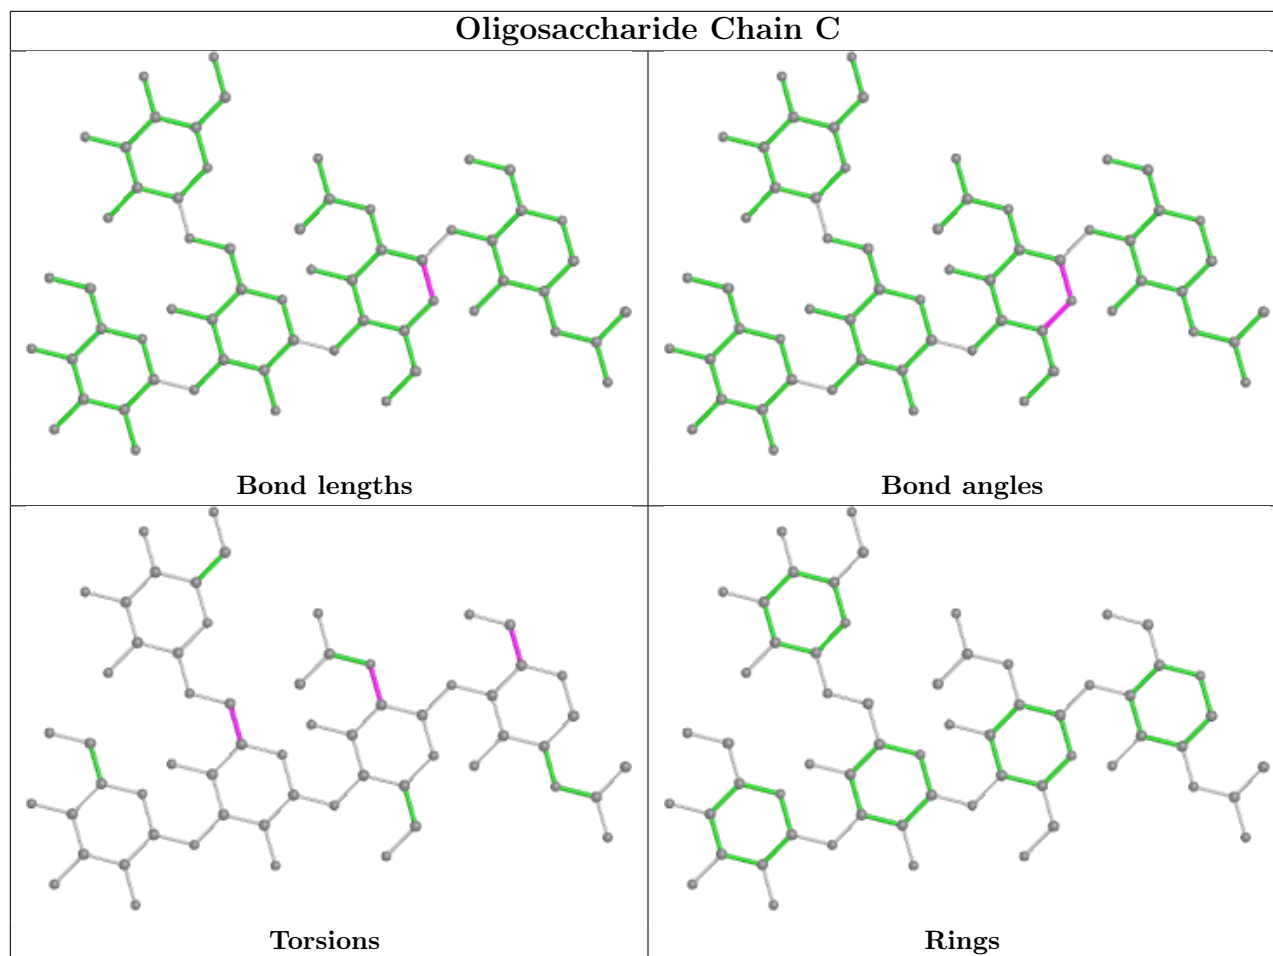 Oligosaccharide Chain C
Bond lengths
Bond angles
Torsions
Rings